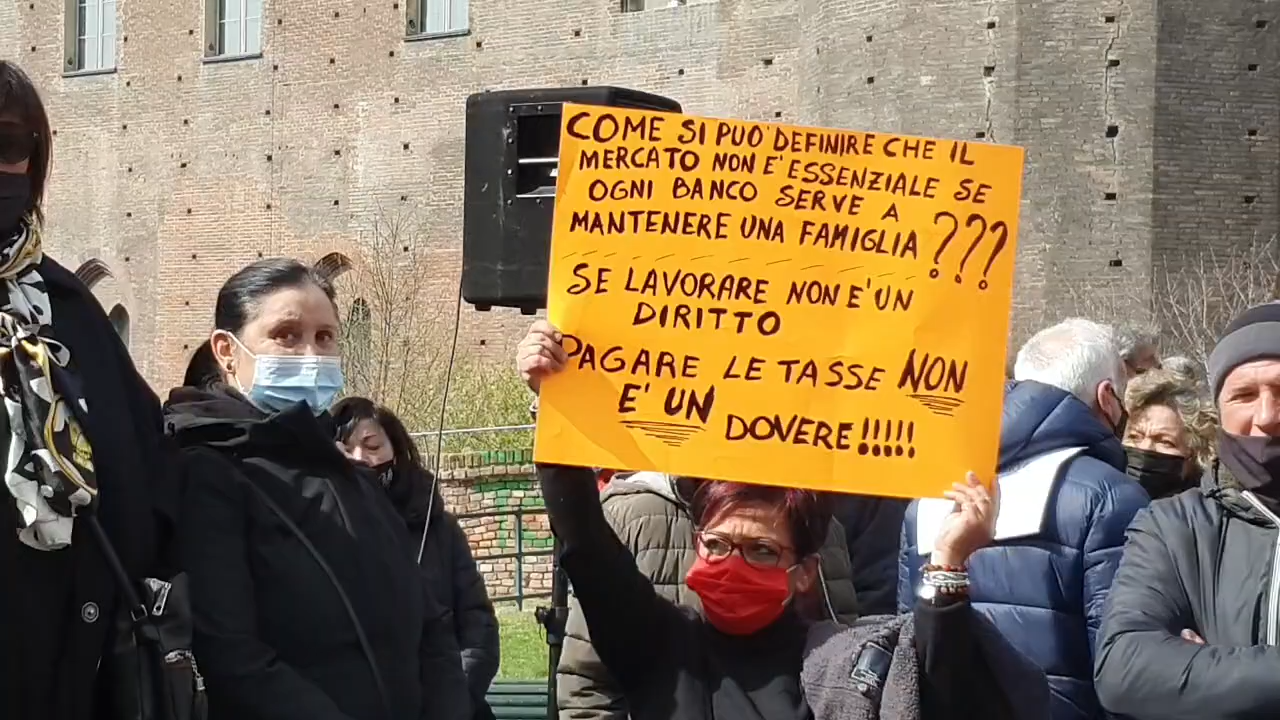 COME SI PUO' DEFINIRE CHE IL
MERCATO NON E' ESSENZIALE SE
OGNI BANCO SERVE A
MANTENERE UNA FAMIGLIA ???
SE LAVORARE NON E' UN
DIRITTO
PAGARE LE TASSE NON
E' UN DOVERE!!!!!